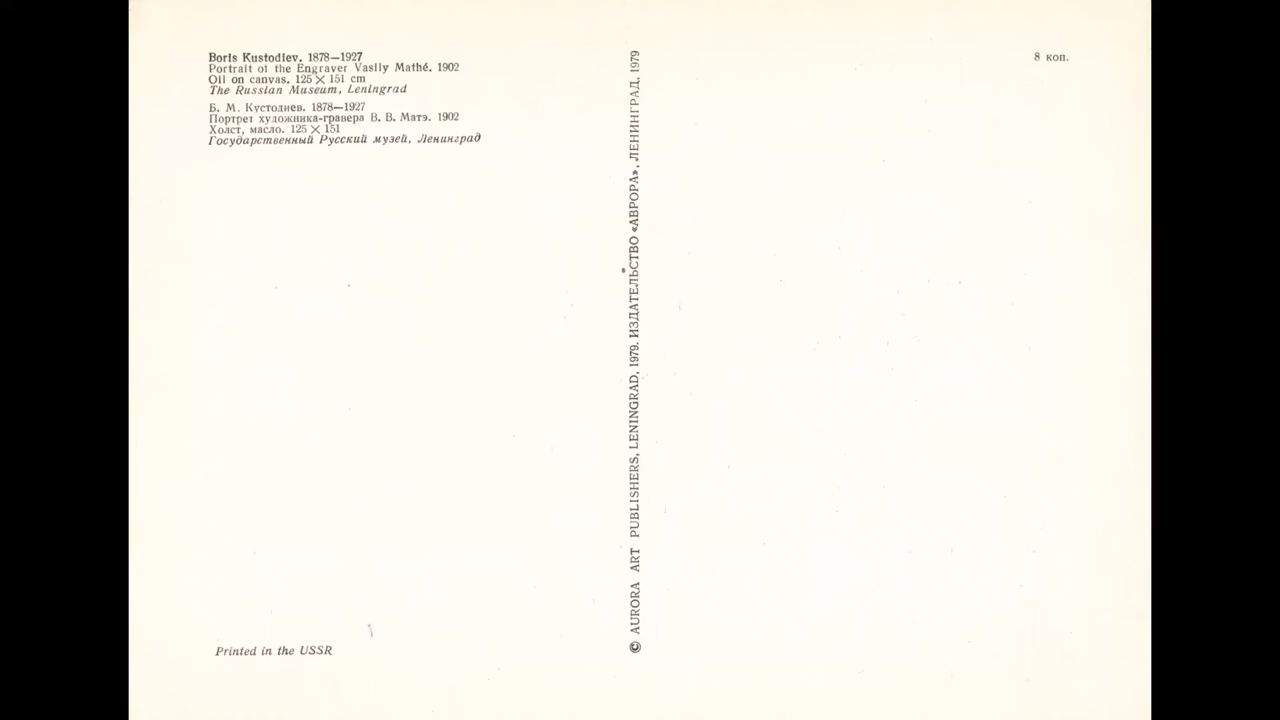 Boris Kustodiev. 1878—1927
Portrait of the Engraver Vasily Mathé. 1902
Oil on canvas. 125 × 151 cm
The Russian Museum, Leningrad
Б. М. Кустодиев. 1878—1927
Портрет художника-гравера В. В. Матэ. 1902
Холст, масло. 125 × 151
Государственный Русский музей, Ленинград
Printed in the USSR
© AURORA ART PUBLISHERS, LENINGRAD, 1979. ИЗДАТЕЛЬСТВО «АВРОРА», ЛЕНИНГРАД, 1979
8 коп.